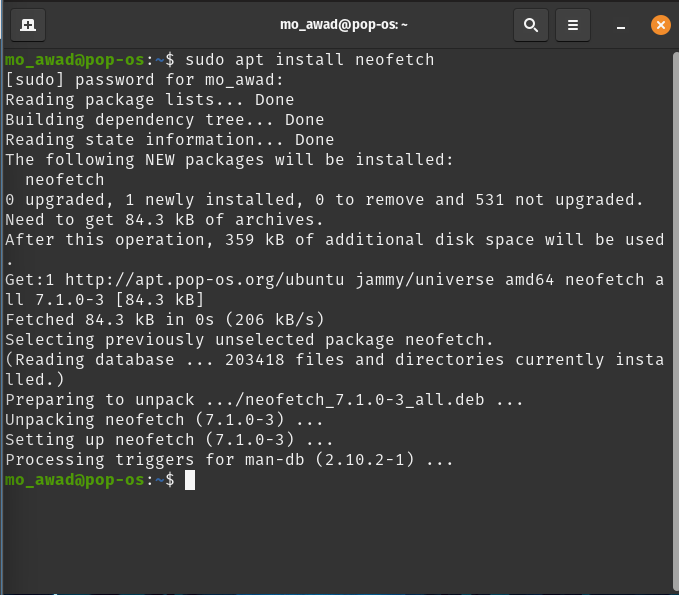 mo_awad@pop-os: ~
mo_awad@pop-os:~$ sudo apt install neofetch
[sudo] password for mo_awad:
Reading package lists... Done
Building dependency tree... Done
Reading state information... Done
The following NEW packages will be installed:
  neofetch
0 upgraded, 1 newly installed, 0 to remove and 531 not upgraded.
Need to get 84.3 kB of archives.
After this operation, 359 kB of additional disk space will be used
.
Get:1 http://apt.pop-os.org/ubuntu jammy/universe amd64 neofetch a
ll 7.1.0-3 [84.3 kB]
Fetched 84.3 kB in 0s (206 kB/s)
Selecting previously unselected package neofetch.
(Reading database ... 203418 files and directories currently insta
lled.)
Preparing to unpack .../neofetch_7.1.0-3_all.deb ...
Unpacking neofetch (7.1.0-3) ...
Setting up neofetch (7.1.0-3) ...
Processing triggers for man-db (2.10.2-1) ...
mo_awad@pop-os:~$